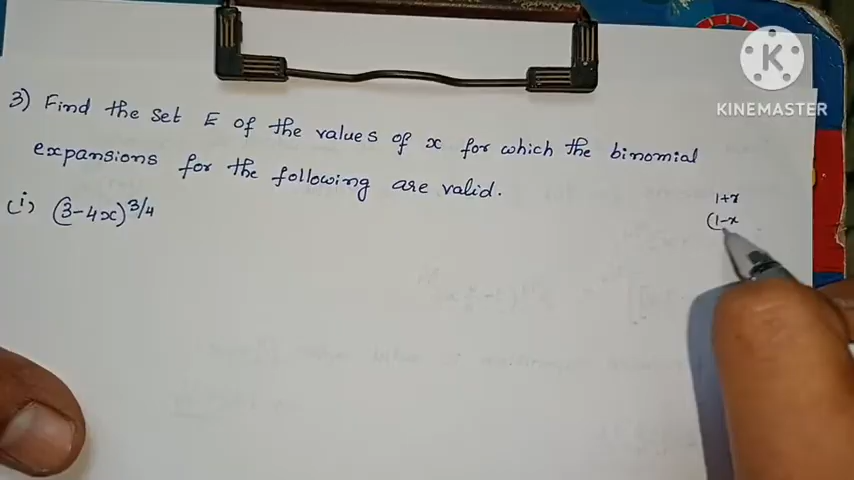 K
KINEMASTER
3) Find the set E of the values of x for which the binomial
expansions for the following are valid.
(i) (3-4x)^3/4
1+x
(1-x